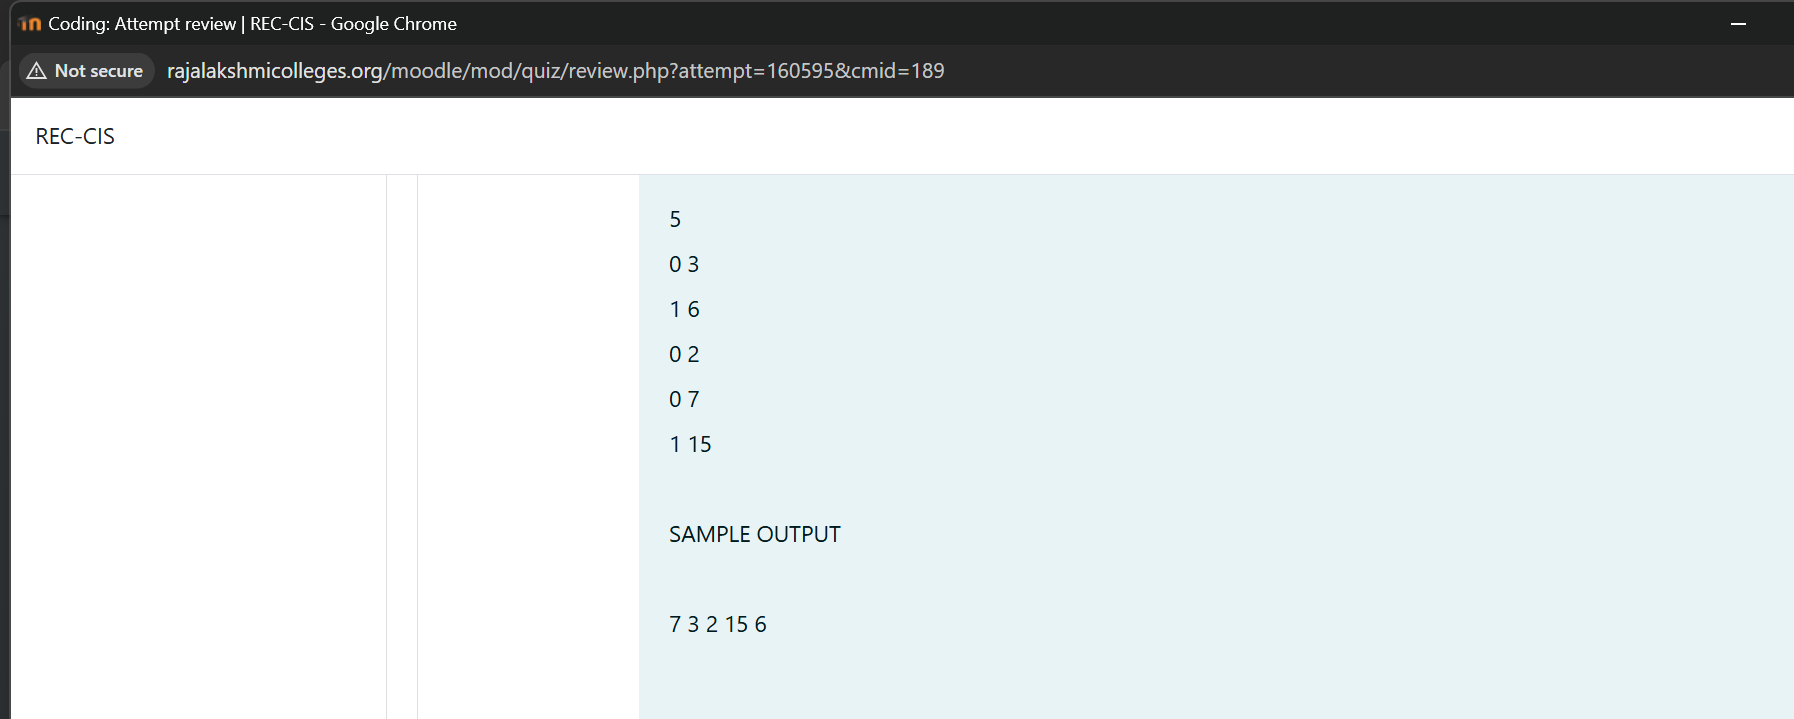 Coding: Attempt review | REC-CIS - Google Chrome
Not secure rajalakshmicolleges.org/moodle/mod/quiz/review.php?attempt=160595&cmid=189
REC-CIS
5
0 3
1 6
0 2
0 7
1 15
SAMPLE OUTPUT
7 3 2 15 6